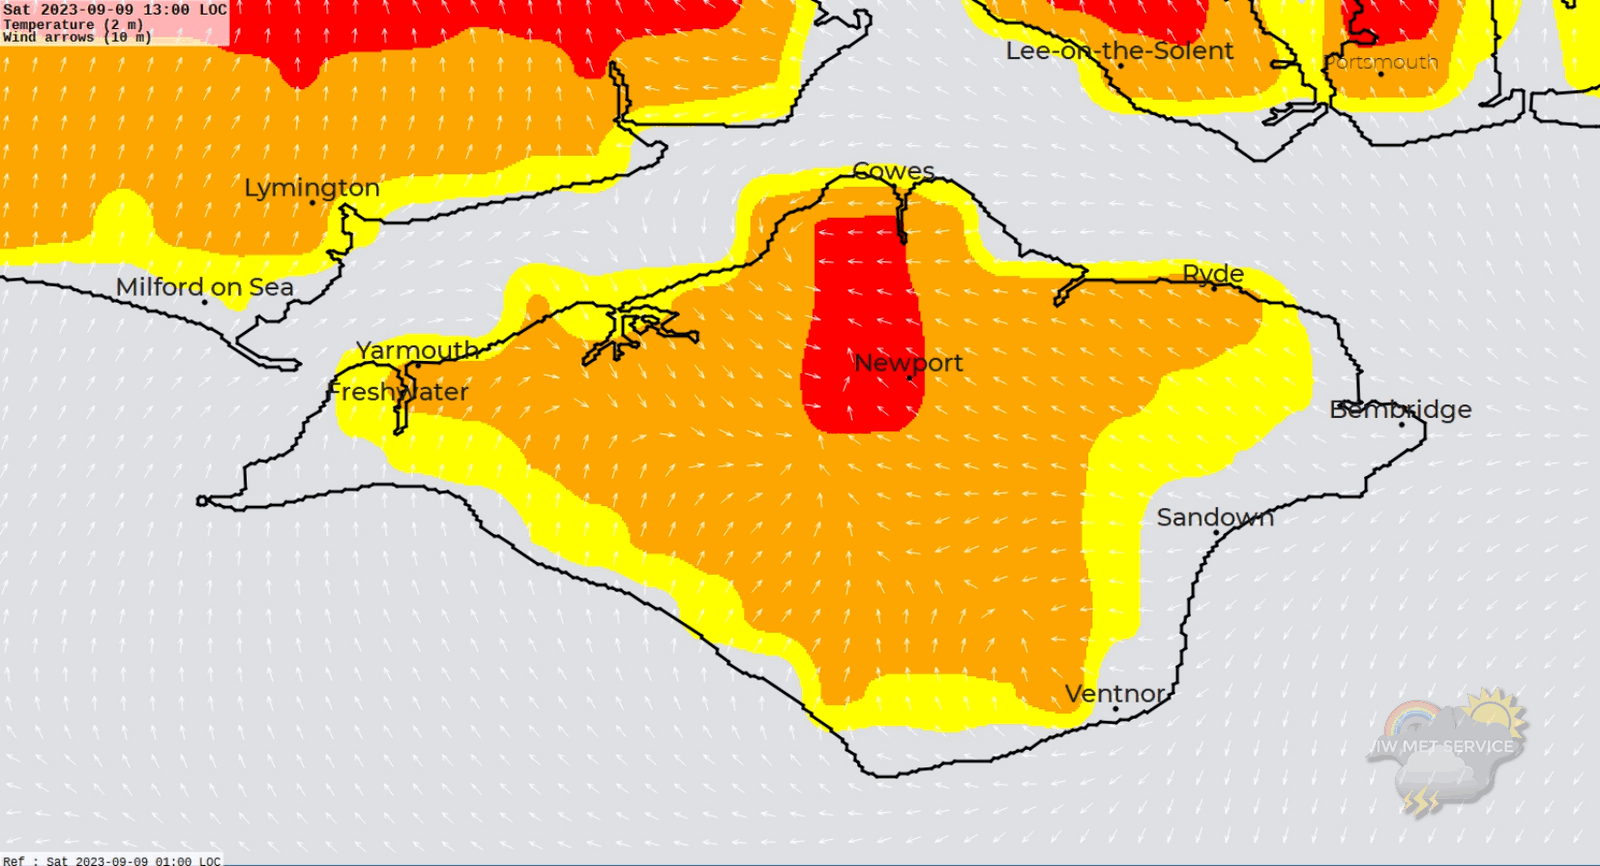 Sat 2023-09-09 13:00 LOC
Temperature (2 m)
Wind arrows (10 m)
Lee-on-the-Solent
Portsmouth
Cowes
Lymington
Ryde
Milford on Sea
Yarmouth
Newport
Freshwater
Bembridge
Sandown
Ventnor
IW MET SERVICE
Ref : Sat 2023-09-09 01:00 LOC